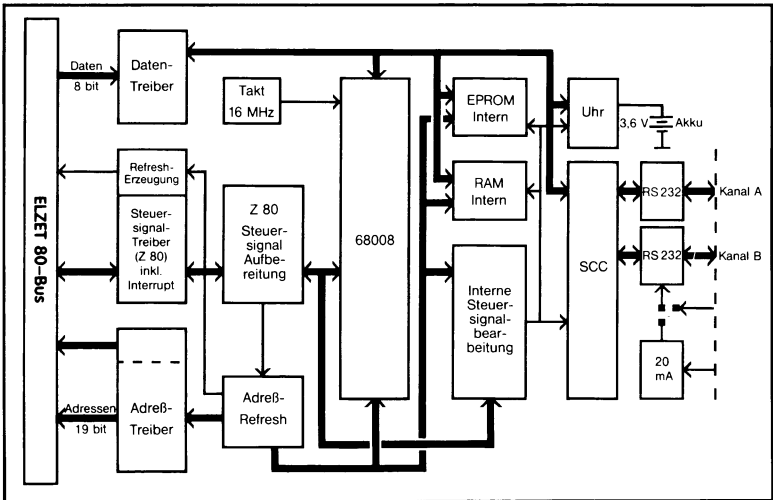 ELZET 80-Bus
Daten
8 bit
Daten-
Treiber
Takt
16 MHz
68008
EPROM
Intern
Uhr
3,6 V
Akku
Refresh-
Erzeugung
Steuer-
signal-
Treiber
(Z 80)
inkl.
Interrupt
Z 80
Steuer-
signal
Aufbe-
reitung
RAM
Intern
SCC
RS 232
Kanal A
RS 232
Kanal B
Interne
Steuer-
signal-
bear-
beitung
20
mA
Adressen
19 bit
Adreß-
Treiber
Adreß-
Refresh